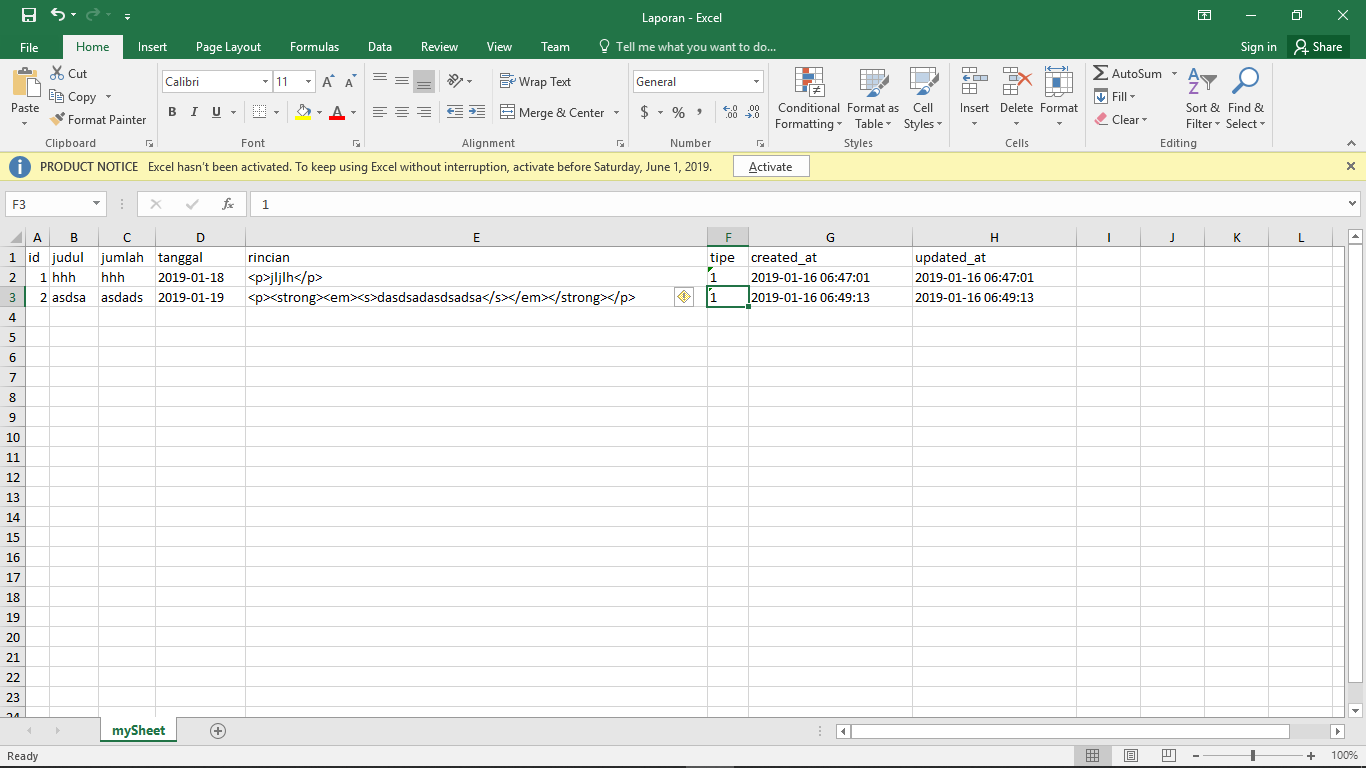 Laporan - Excel
File Home Insert Page Layout Formulas Data Review View Team Tell me what you want to do... Sign in Share
Cut
Copy
Format Painter
Paste
Clipboard
Calibri 11
B I U
Font
Wrap Text
Merge & Center
Alignment
General
$ % ,
Number
Conditional Formatting
Format as Table
Cell Styles
Styles
Insert Delete Format
Cells
AutoSum
Fill
Clear
Sort & Filter
Find & Select
Editing
PRODUCT NOTICE Excel hasn't been activated. To keep using Excel without interruption, activate before Saturday, June 1, 2019. Activate
F3 fx 1
A B C D E F G H I J K L
1 id judul jumlah tanggal rincian tipe created_at updated_at
2 1 hhh hhh 2019-01-18 <p>jljlh</p> 1 2019-01-16 06:47:01 2019-01-16 06:47:01
3 2 asdsa asdads 2019-01-19 <p><strong><em><s>dasdsadasdsadsa</s></em></strong></p> 1 2019-01-16 06:49:13 2019-01-16 06:49:13
4
5
6
7
8
9
10
11
12
13
14
15
16
17
18
19
20
21
22
23
24
mySheet
Ready 100%